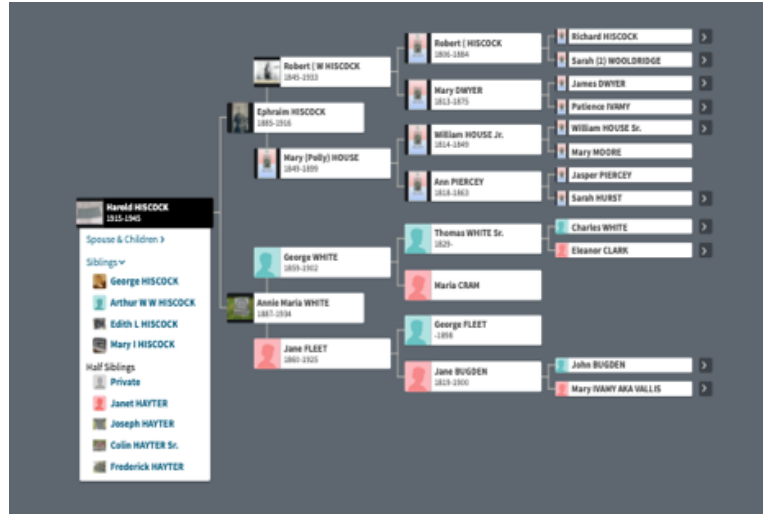 Harold HISCOCK
1915-1945
Spouse & Children
Siblings
George HISCOCK
Arthur W W HISCOCK
Edith L HISCOCK
Mary I HISCOCK
Half Siblings
Private
Janet HAYTER
Joseph HAYTER
Colin HAYTER Sr.
Frederick HAYTER
Ephraim HISCOCK
1885-1916
Annie Maria WHITE
1887-1934
Robert ( W HISCOCK
1845-1933
Mary (Polly) HOUSE
1849-1899
George WHITE
1859-1902
Jane FLEET
1860-1925
Robert ( HISCOCK
1806-1884
Mary DWYER
1813-1875
William HOUSE Jr.
1814-1849
Ann PIERCEY
1818-1863
Thomas WHITE Sr.
1829-
Maria CRAM
George FLEET
-1898
Jane BUGDEN
1819-1900
Richard HISCOCK
Sarah (2) WOOLDRIDGE
James DWYER
Patience IVAMY
William HOUSE Sr.
Mary MOORE
Jasper PIERCEY
Sarah HURST
Charles WHITE
Eleanor CLARK
John BUGDEN
Mary IVAMY AKA VALLIS